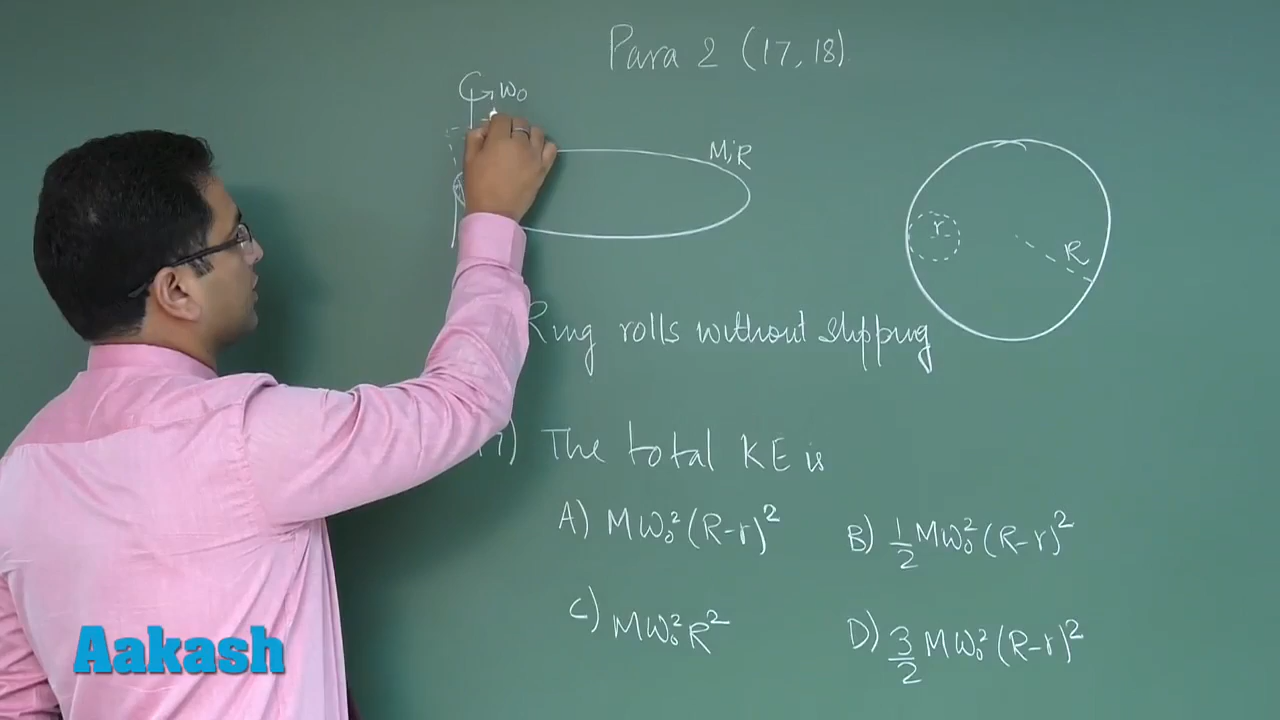 Para 2 (17, 18)
ω₀
M, R
r
R
Ring rolls without slipping
7) The total KE is
A) Mω₀²(R-r)²
B) 1/2 Mω₀²(R-r)²
C) Mω₀²R²
D) 3/2 Mω₀²(R-r)²
Aakash